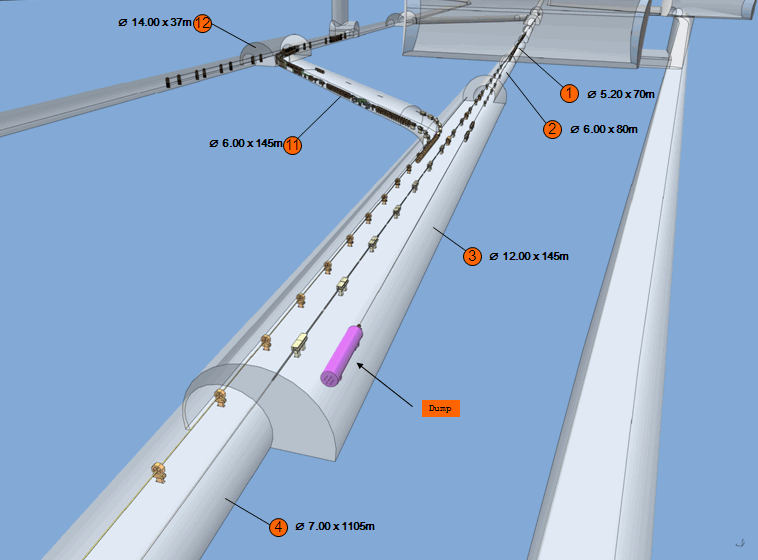 ⌀ 14.00 x 37m 12
1 ⌀ 5.20 x 70m
2 ⌀ 6.00 x 80m
⌀ 6.00 x 145m 11
3 ⌀ 12.00 x 145m
Dump
4 ⌀ 7.00 x 1105m